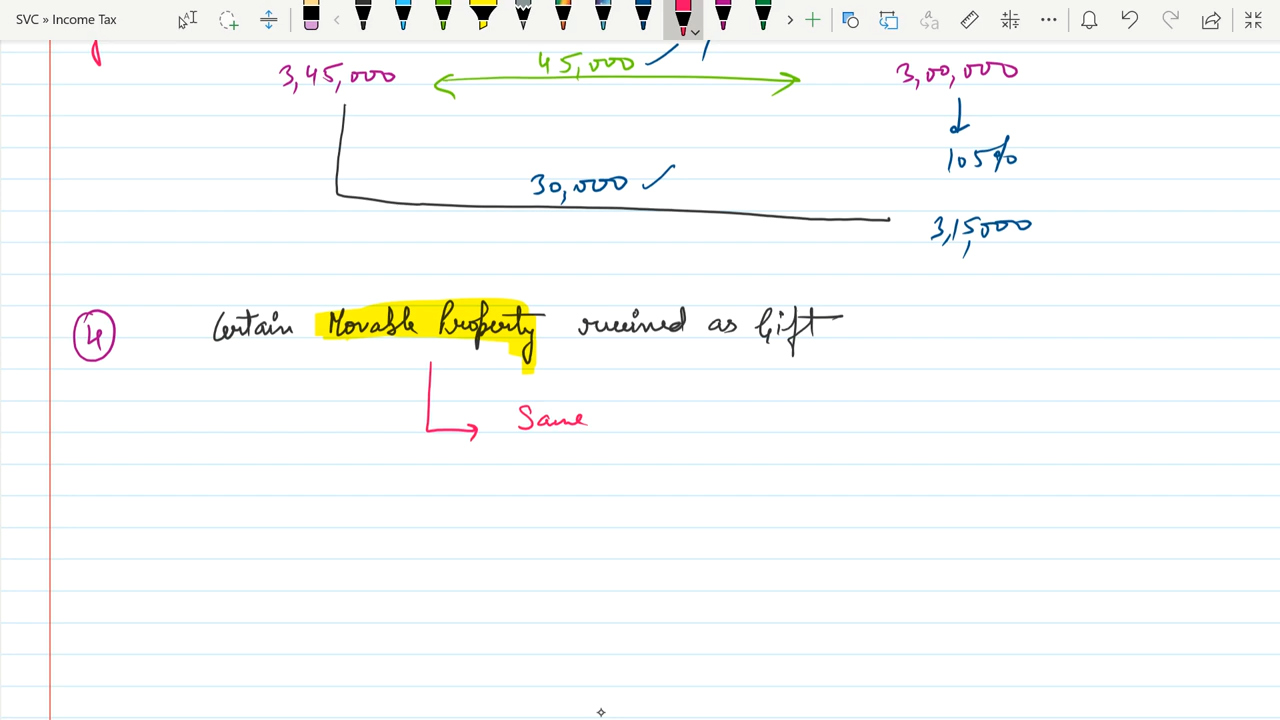 SVC » Income Tax
45,000
3,45,000
3,00,000
105%
30,000
3,15,000
4
Certain Movable Property received as Gift
Same